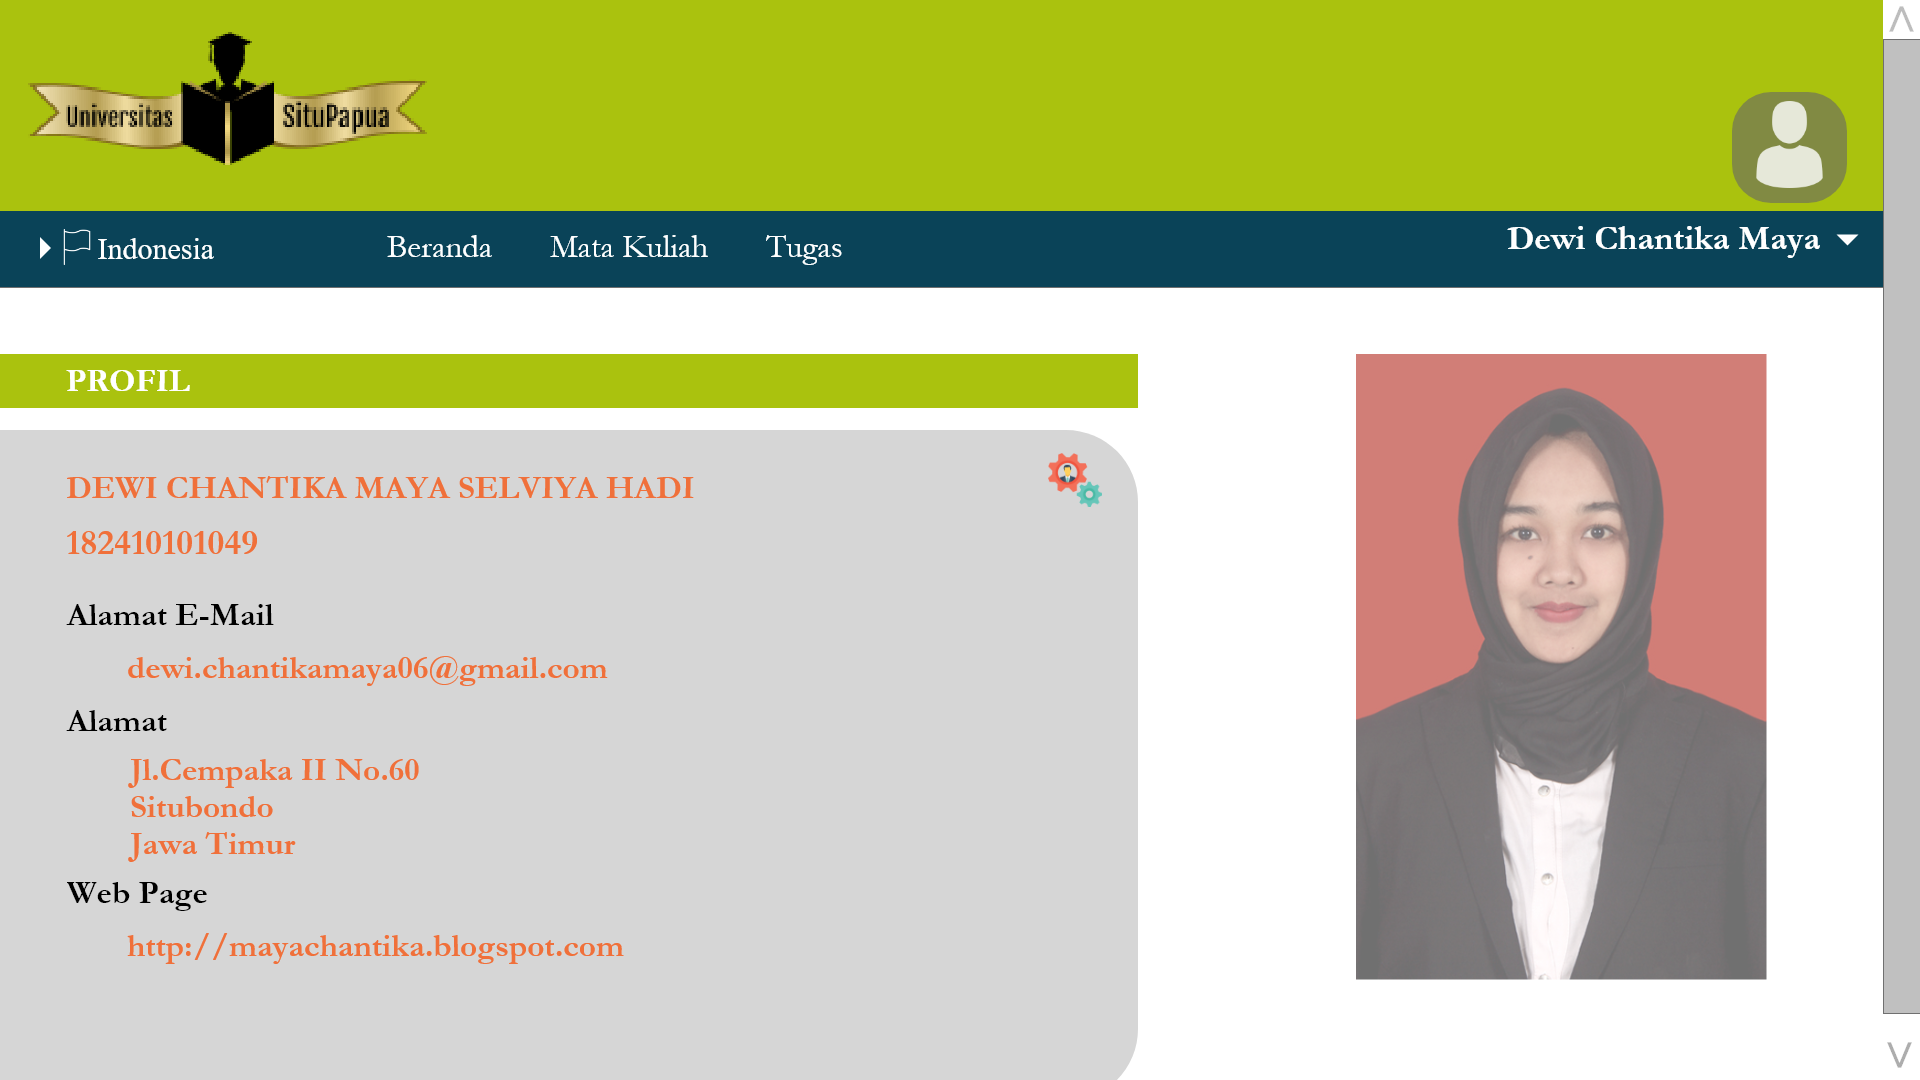 Universitas SituPapua
Indonesia
Beranda
Mata Kuliah
Tugas
Dewi Chantika Maya
PROFIL
DEWI CHANTIKA MAYA SELVIYA HADI
182410101049
Alamat E-Mail
dewi.chantikamaya06@gmail.com
Alamat
Jl.Cempaka II No.60
Situbondo
Jawa Timur
Web Page
http://mayachantika.blogspot.com